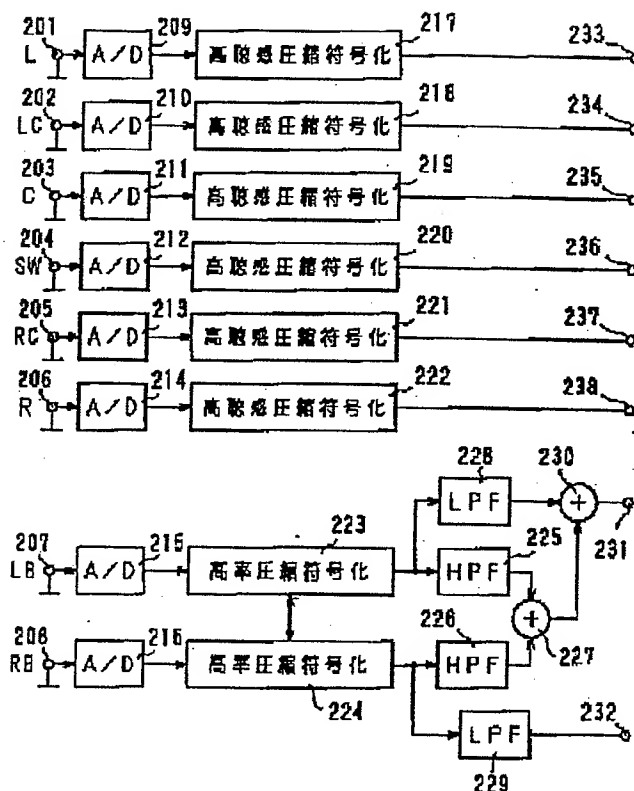 201 209 217 233
L A/D 高聴感圧縮符号化
202 210 218 234
LC A/D 高聴感圧縮符号化
203 211 219 235
C A/D 高聴感圧縮符号化
204 212 220 236
SW A/D 高聴感圧縮符号化
205 213 221 237
RC A/D 高聴感圧縮符号化
206 214 222 238
R A/D 高聴感圧縮符号化
228 230
LPF +
231
207 215 223 225
LB A/D 高率圧縮符号化 HPF
208 216 226 + 227
RB A/D 高率圧縮符号化 HPF
224 232
LPF
229